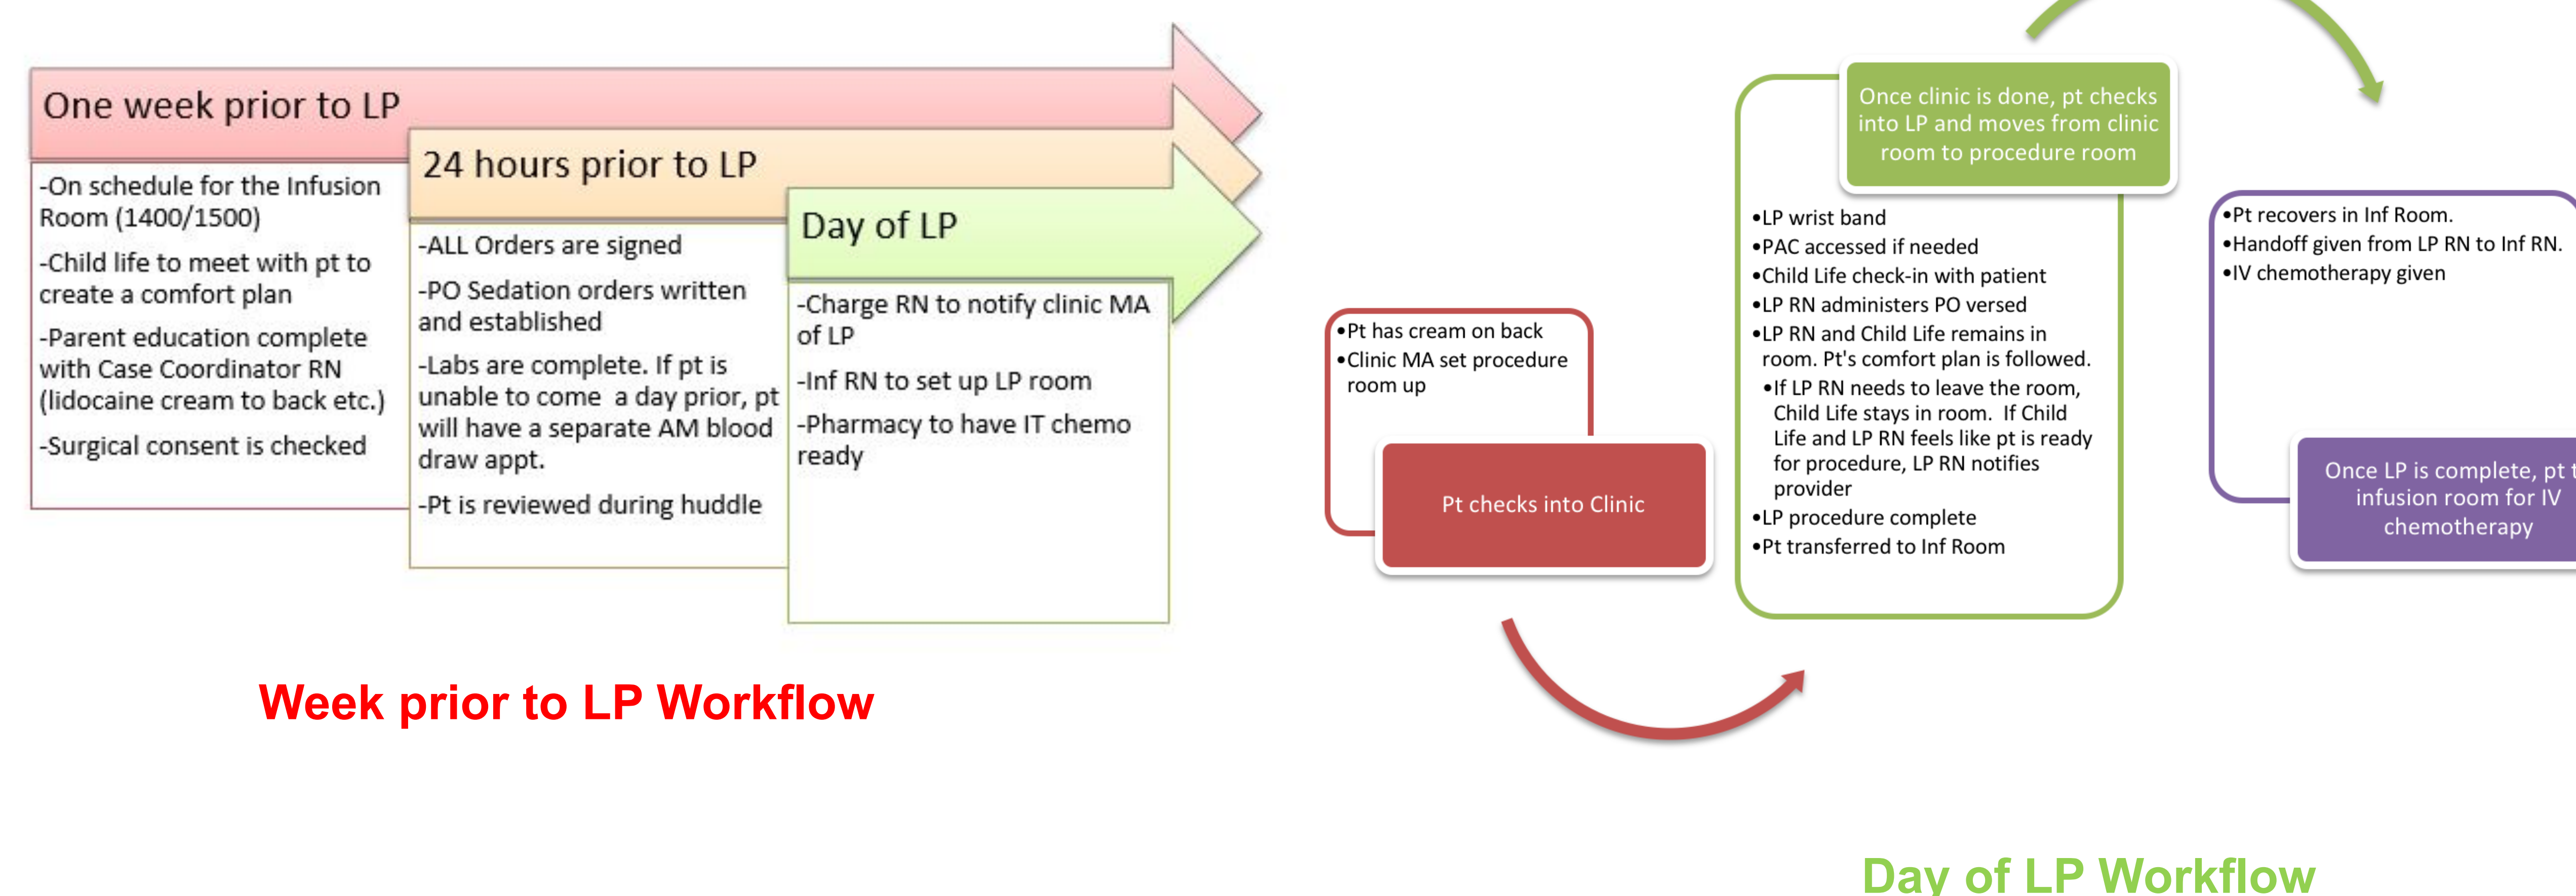 One week prior to LP
-On schedule for the Infusion
Room (1400/1500)
-Child life to meet with pt to
create a comfort plan
-Parent education complete
with Case Coordinator RN
(lidocaine cream to back etc.)
-Surgical consent is checked
24 hours prior to LP
-ALL Orders are signed
-PO Sedation orders written
and established
-Labs are complete. If pt is
unable to come a day prior, pt
will have a separate AM blood
draw appt.
-Pt is reviewed during huddle
Day of LP
-Charge RN to notify clinic MA
of LP
-Inf RN to set up LP room
-Pharmacy to have IT chemo
ready
Week prior to LP Workflow
•Pt has cream on back
•Clinic MA set procedure
room up
Pt checks into Clinic
Once clinic is done, pt checks
into LP and moves from clinic
room to procedure room
•LP wrist band
•PAC accessed if needed
•Child Life check-in with patient
•LP RN administers PO versed
•LP RN and Child Life remains in
room. Pt's comfort plan is followed.
•If LP RN needs to leave the room,
Child Life stays in room. If Child
Life and LP RN feels like pt is ready
for procedure, LP RN notifies
provider
•LP procedure complete
•Pt transferred to Inf Room
•Pt recovers in Inf Room.
•Handoff given from LP RN to Inf RN.
•IV chemotherapy given
Once LP is complete, pt
infusion room for IV
chemotherapy
Day of LP Workflow